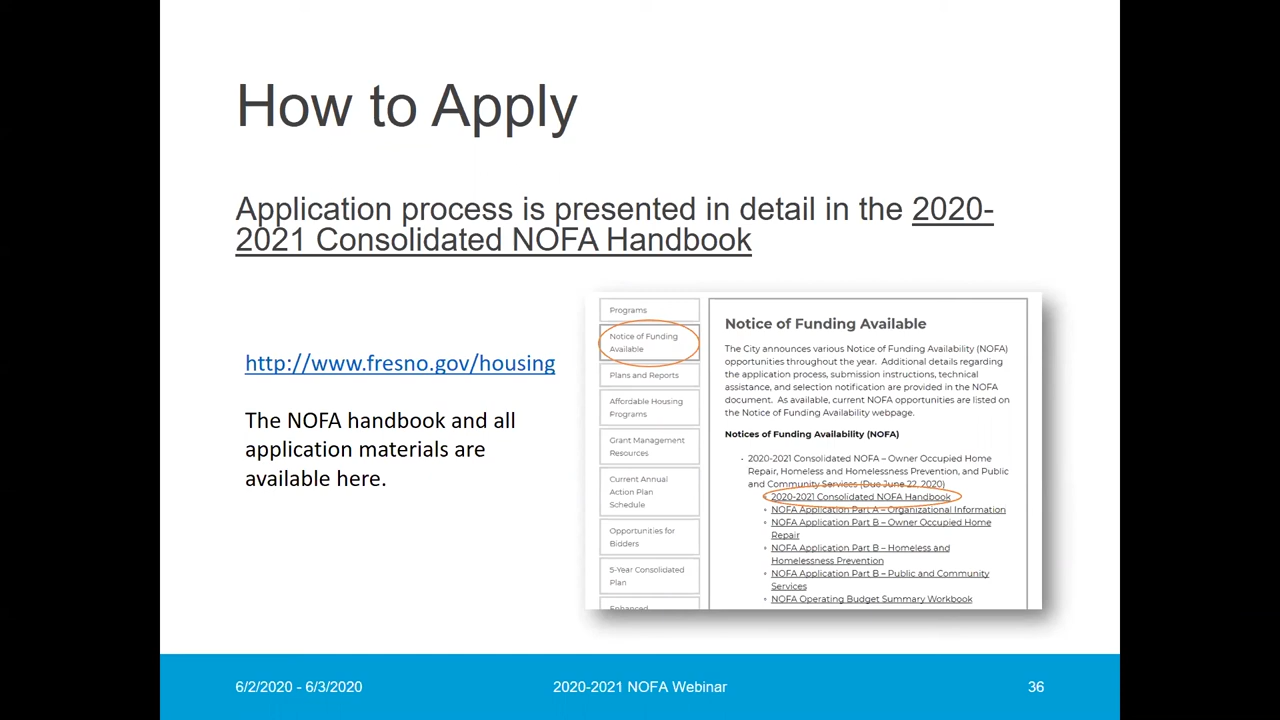 How to Apply
Application process is presented in detail in the 2020-
2021 Consolidated NOFA Handbook
http://www.fresno.gov/housing
The NOFA handbook and all
application materials are
available here.
Programs
Notice of Funding
Available
Plans and Reports
Affordable Housing
Programs
Grant Management
Resources
Current Annual
Action Plan
Schedule
Opportunities for
Bidders
5-Year Consolidated
Plan
Enhanced
Notice of Funding Available
The City announces various Notice of Funding Availability (NOFA)
opportunities throughout the year. Additional details regarding
the application process, submission instructions, technical
assistance, and selection notification are provided in the NOFA
document. As available, current NOFA opportunities are listed on
the Notice of Funding Availability webpage.
Notices of Funding Availability (NOFA)
2020-2021 Consolidated NOFA – Owner Occupied Home
Repair, Homeless and Homelessness Prevention, and Public
and Community Services (Due June 22, 2020)
2020-2021 Consolidated NOFA Handbook
NOFA Application Part A – Organizational Information
NOFA Application Part B – Owner Occupied Home
Repair
NOFA Application Part B – Homeless and
Homelessness Prevention
NOFA Application Part B – Public and Community
Services
NOFA Operating Budget Summary Workbook
6/2/2020 - 6/3/2020
2020-2021 NOFA Webinar
36